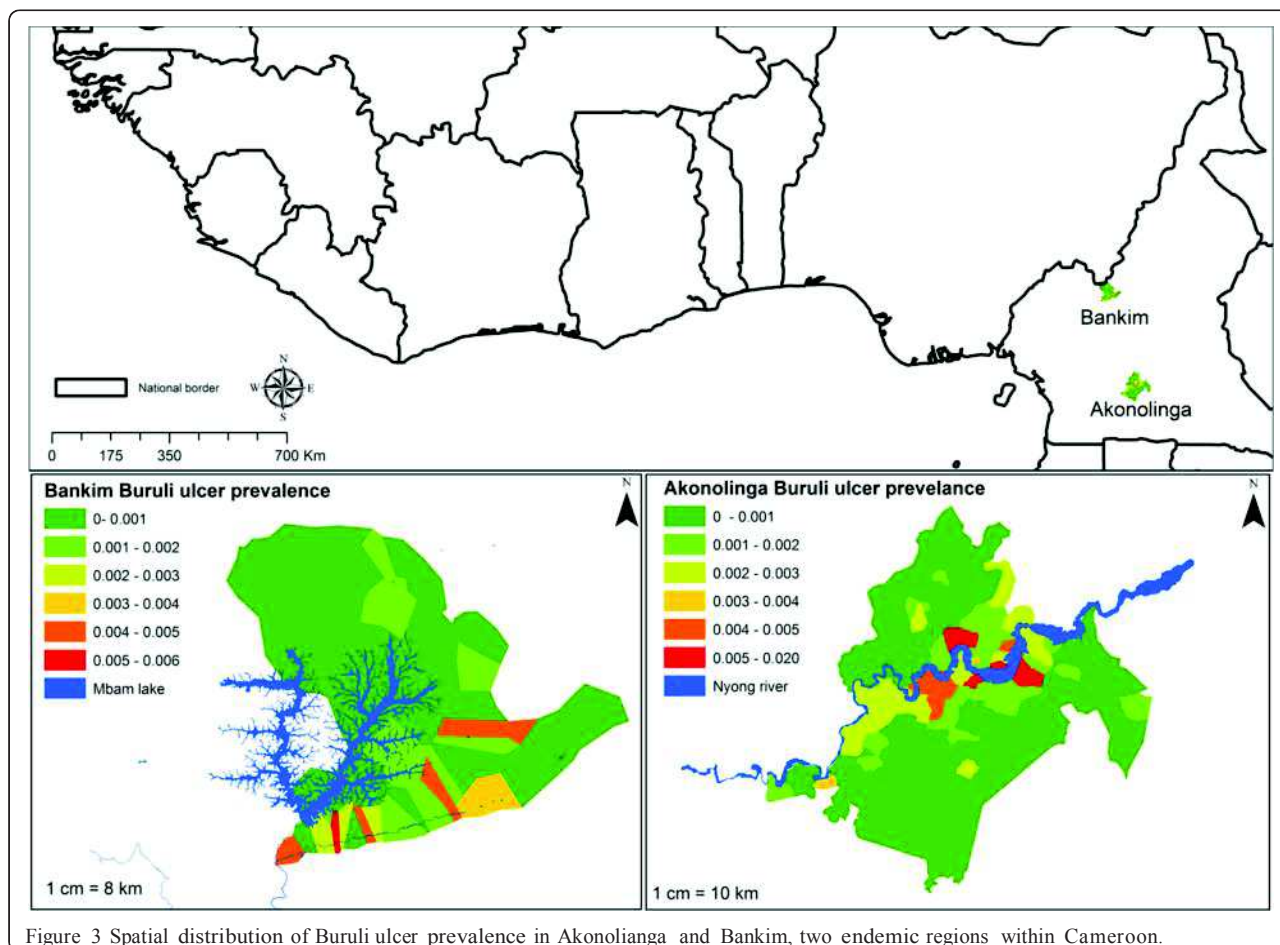 Bankim
Akonolinga
N
W E
S
National border
0 175 350 700 Km
Bankim Buruli ulcer prevalence
N
0- 0.001
0.001 - 0.002
0.002 - 0.003
0.003 - 0.004
0.004 - 0.005
0.005 - 0.006
Mbam lake
1 cm = 8 km
Akonolinga Buruli ulcer prevelance
N
0 - 0.001
0.001 - 0.002
0.002 - 0.003
0.003 - 0.004
0.004 - 0.005
0.005 - 0.020
Nyong river
1 cm = 10 km
Figure 3 Spatial distribution of Buruli ulcer prevalence in Akonolianga and Bankim, two endemic regions within Cameroon.